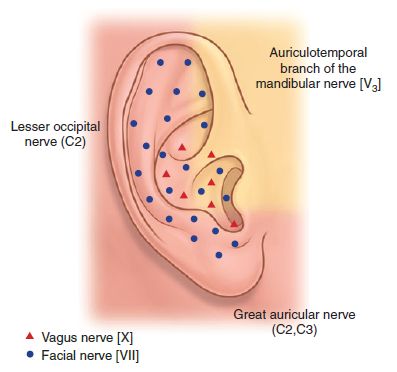 Auriculotemporal
branch of the
mandibular nerve [V₃]
Lesser occipital
nerve (C2)
Great auricular nerve
(C2,C3)
▲ Vagus nerve [X]
● Facial nerve [VII]